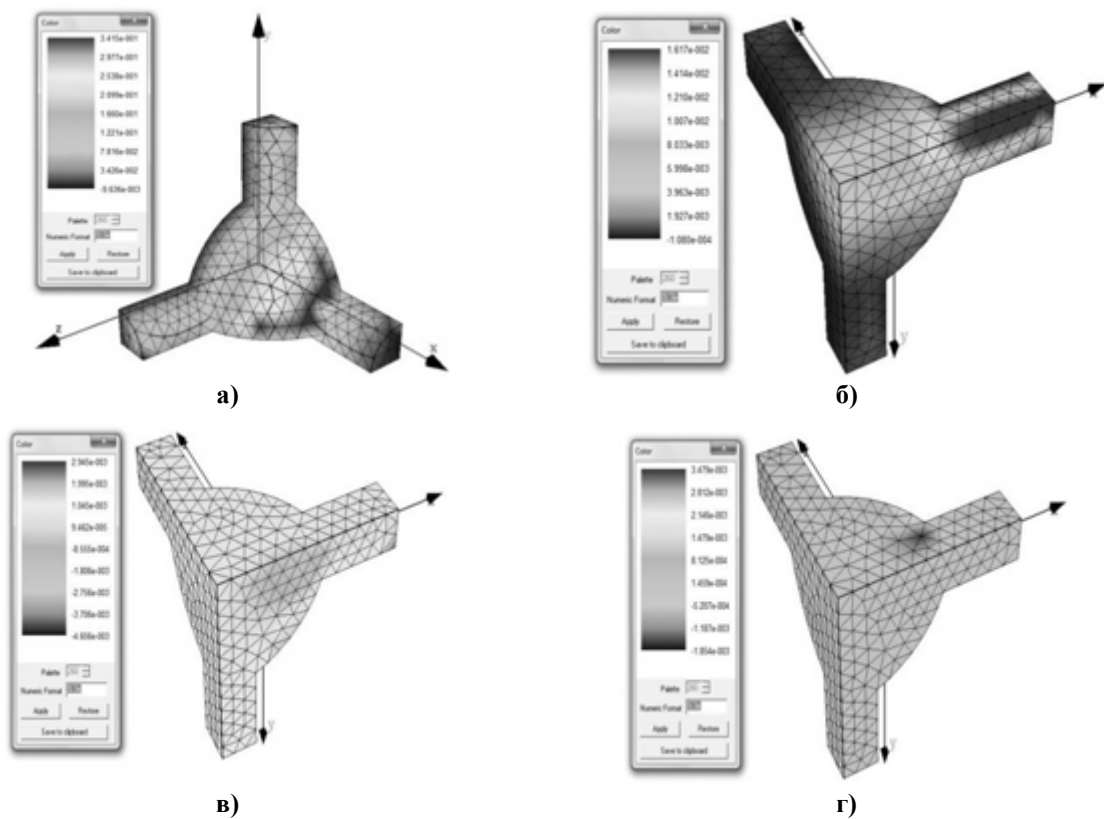 Color
3.415e-001
2.977e-001
2.538e-001
2.099e-001
1.660e-001
1.221e-001
7.816e-002
3.426e-002
-9.636e-003
Palette
Numeric Format
Apply Restore
Save to clipboard
y
z
x
а)
Color
1.617e-002
1.414e-002
1.210e-002
1.007e-002
8.033e-003
5.998e-003
3.963e-003
1.927e-003
-1.080e-004
Palette
Numeric Format
Apply Restore
Save to clipboard
x
y
б)
Color
2.945e-003
1.995e-003
1.045e-003
9.462e-005
-8.555e-004
-1.806e-003
-2.756e-003
-3.706e-003
-4.656e-003
Palette
Numeric Format
Apply Restore
Save to clipboard
x
y
в)
Color
3.479e-003
2.812e-003
2.146e-003
1.479e-003
8.125e-004
1.459e-004
-5.207e-004
-1.187e-003
-1.854e-003
Palette
Numeric Format
Apply Restore
Save to clipboard
x
y
г)